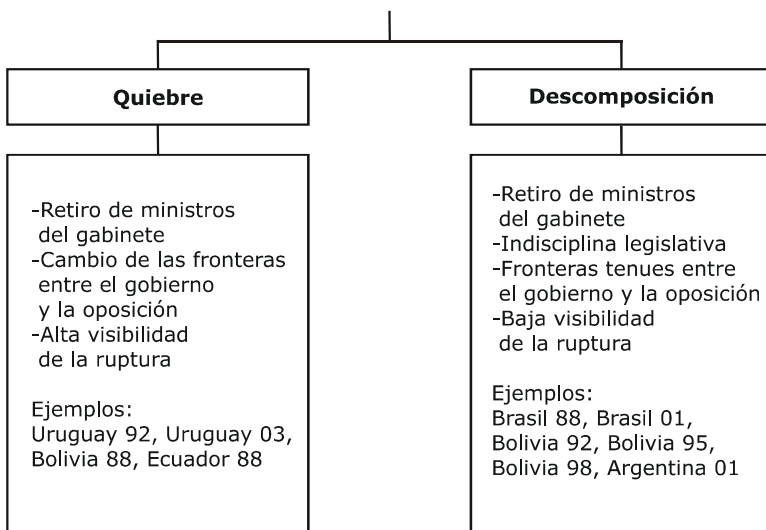 Quiebre
-Retiro de ministros
del gabinete
-Cambio de las fronteras
entre el gobierno
y la oposición
-Alta visibilidad
de la ruptura
Ejemplos:
Uruguay 92, Uruguay 03,
Bolivia 88, Ecuador 88
Descomposición
-Retiro de ministros
del gabinete
-Indisciplina legislativa
-Fronteras tenues entre
el gobierno y la oposición
-Baja visibilidad
de la ruptura
Ejemplos:
Brasil 88, Brasil 01,
Bolivia 92, Bolivia 95,
Bolivia 98, Argentina 01